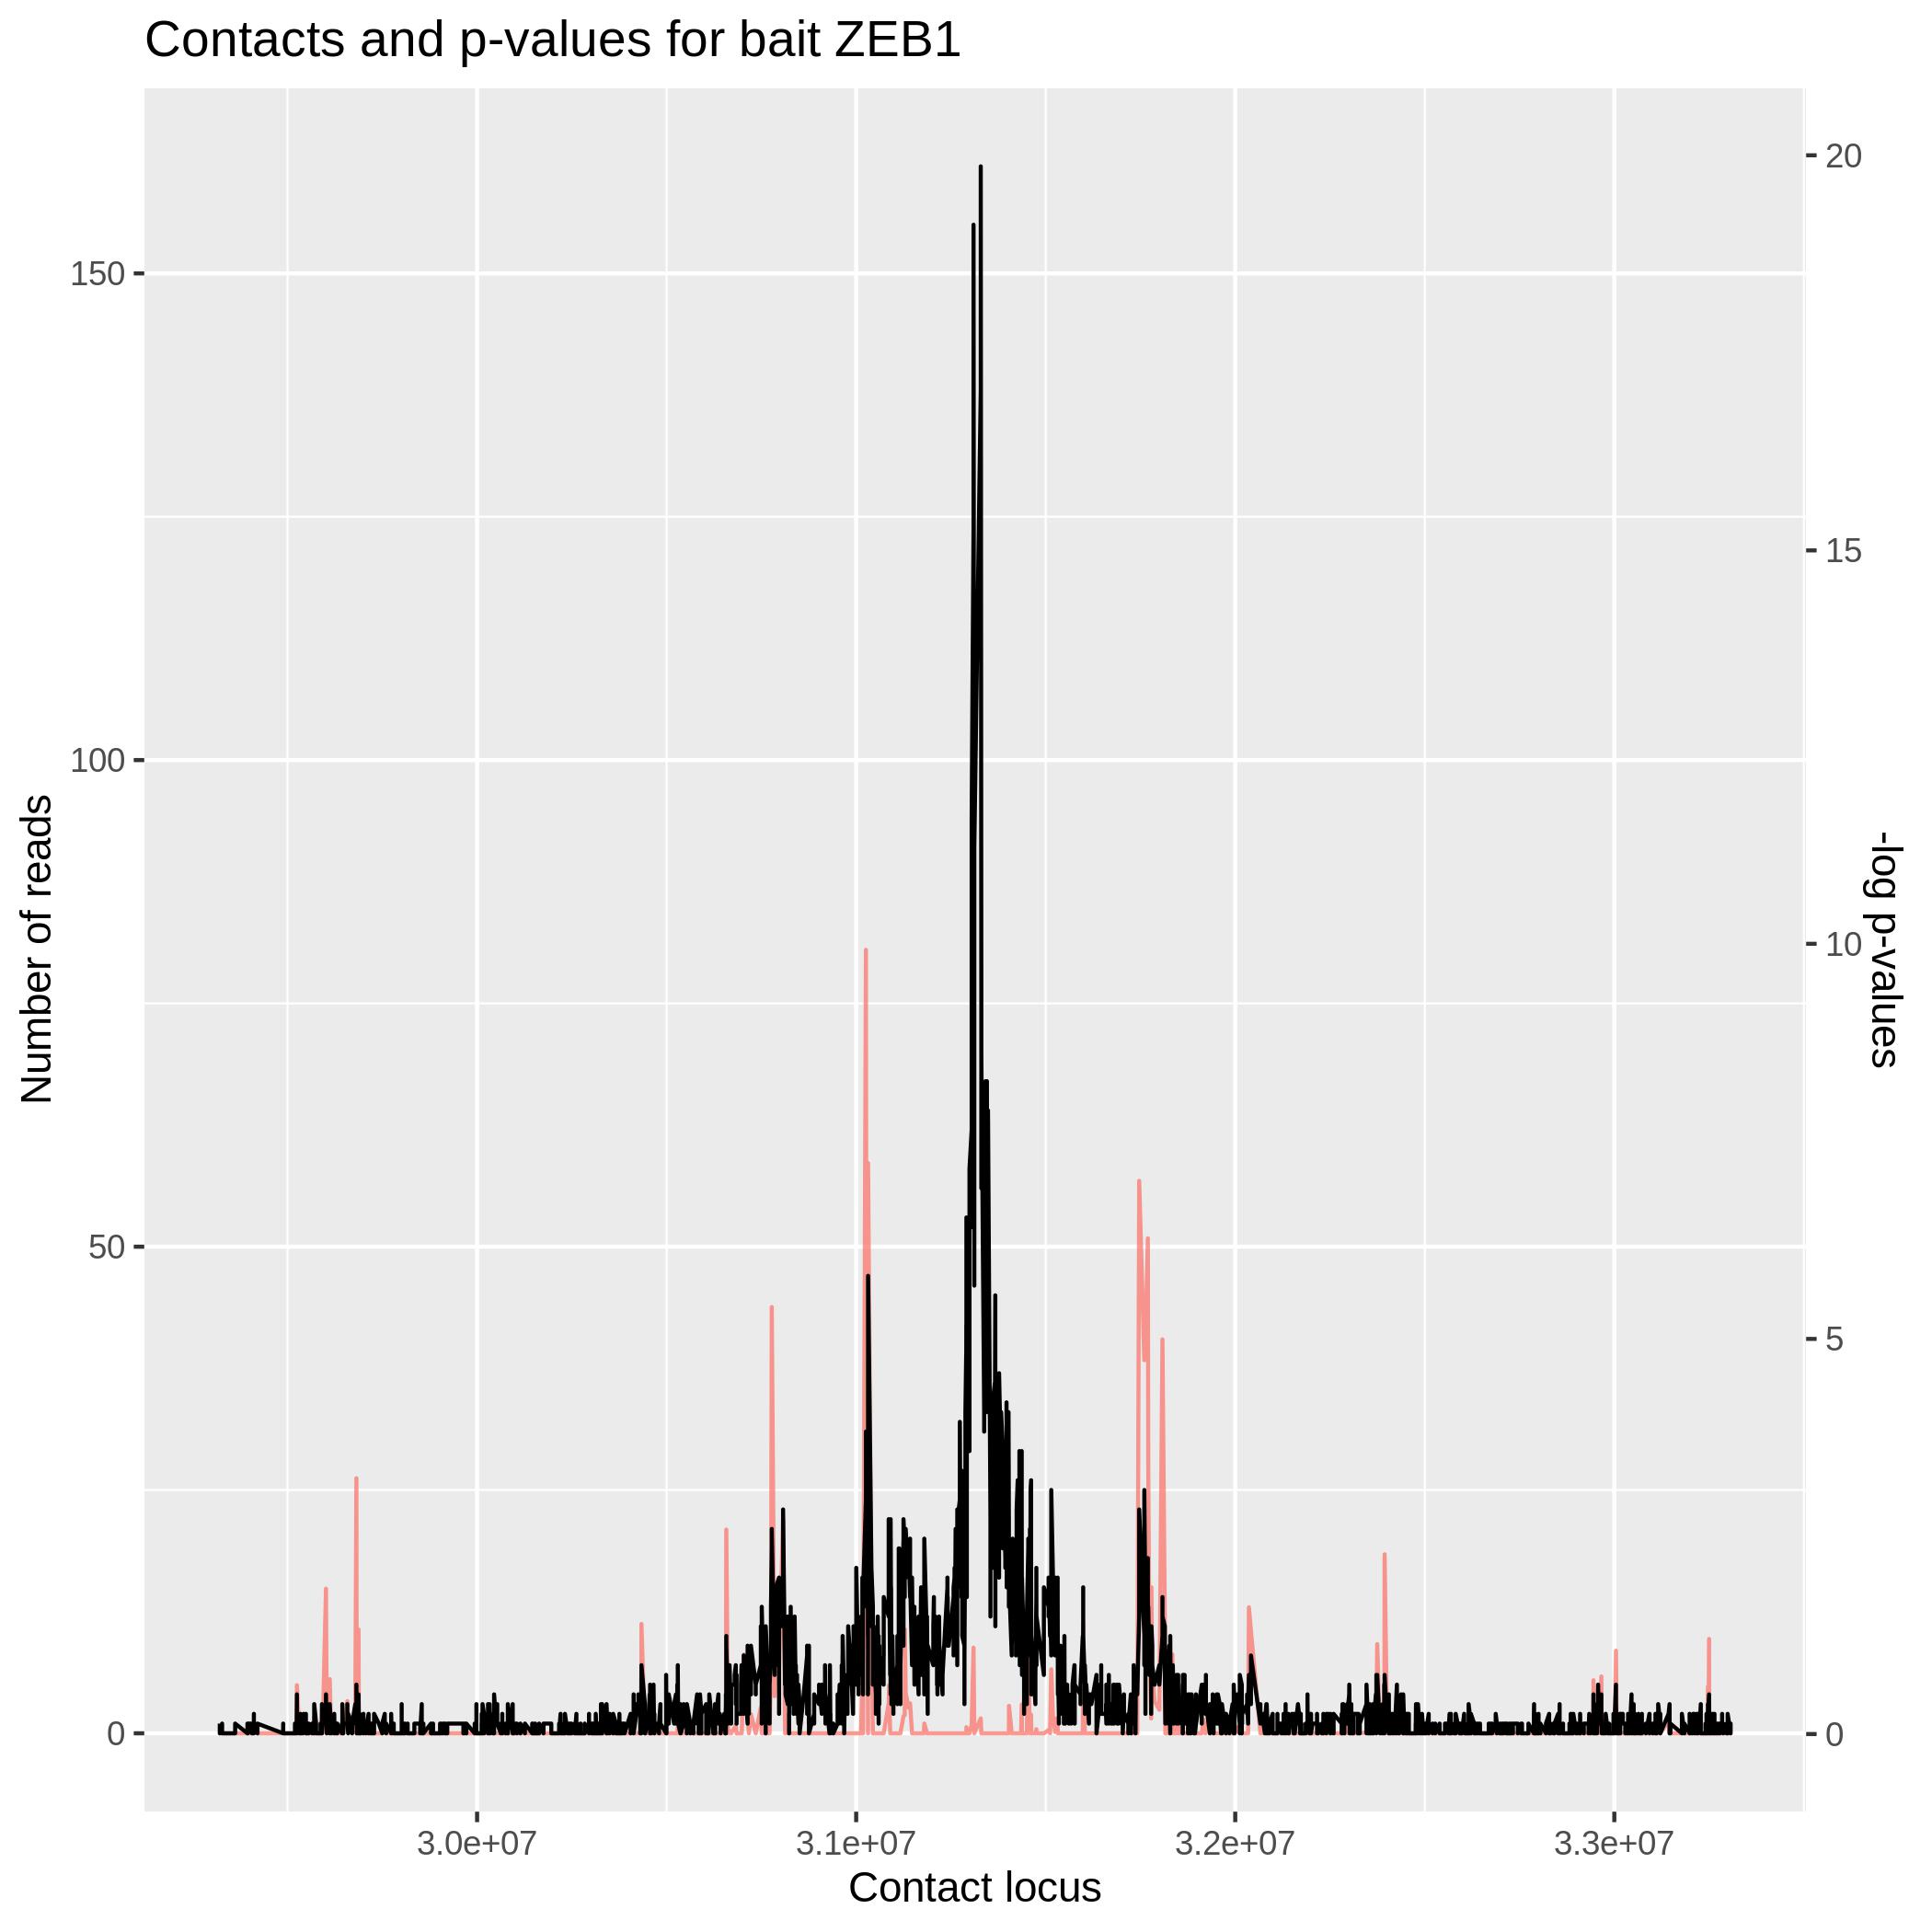 Contacts and p-values for bait ZEB1
Number of reads
150
100
50
0
20
15
10
5
0
-log p-values
3.0e+07
3.1e+07
3.2e+07
3.3e+07
Contact locus